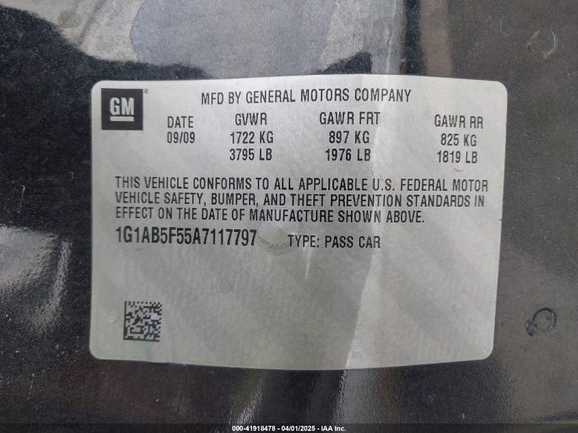 GM
MFD BY GENERAL MOTORS COMPANY
DATE GVWR GAWR FRT GAWR RR
09/09 1722 KG 897 KG 825 KG
3795 LB 1976 LB 1819 LB
THIS VEHICLE CONFORMS TO ALL APPLICABLE U.S. FEDERAL MOTOR
VEHICLE SAFETY, BUMPER, AND THEFT PREVENTION STANDARDS IN
EFFECT ON THE DATE OF MANUFACTURE SHOWN ABOVE.
1G1AB5F55A7117797 TYPE: PASS CAR
000-41918478 - 04/01/2025 - IAA Inc.